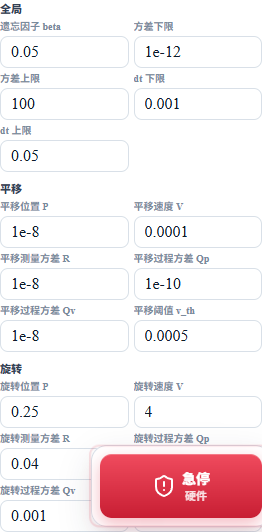 全局
遗忘因子 beta 方差下限
0.05 1e-12
方差上限 dt 下限
100 0.001
dt 上限
0.05
平移
平移位置 P 平移速度 V
1e-8 0.0001
平移测量方差 R 平移过程方差 Qp
1e-8 1e-10
平移过程方差 Qv 平移阈值 v_th
1e-8 0.0005
旋转
旋转位置 P 旋转速度 V
0.25 4
旋转测量方差 R 旋转过程方差 Qp
0.04
旋转过程方差 Qv
0.001
急停
硬件